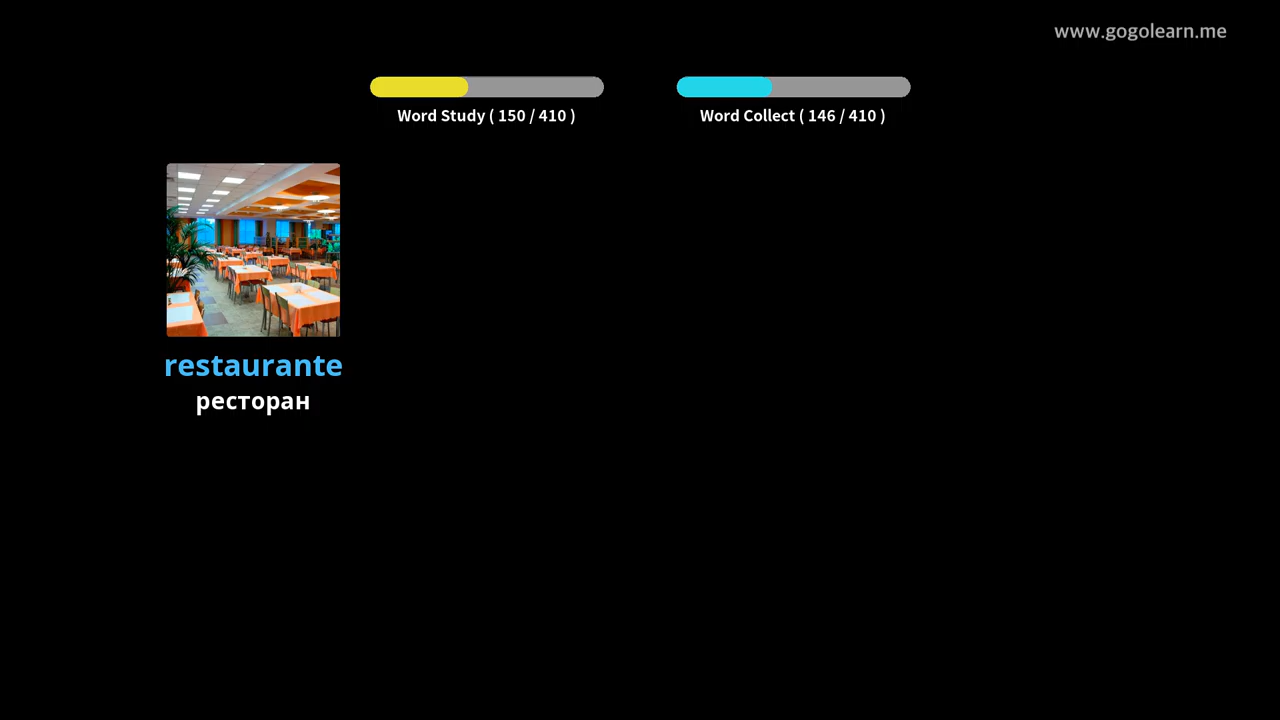 www.gogolearn.me
Word Study ( 150 / 410 )
Word Collect ( 146 / 410 )
restaurante
ресторан